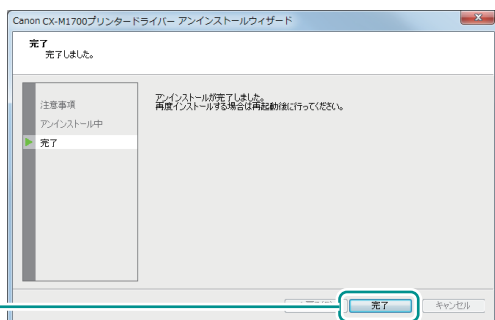 Canon CX-M1700プリンタードライバー アンインストールウィザード
完了
完了しました。
注意事項
アンインストール中
完了
アンインストールが完了しました。
再度インストールする場合は再起動後に行ってください。
完了
キャンセル